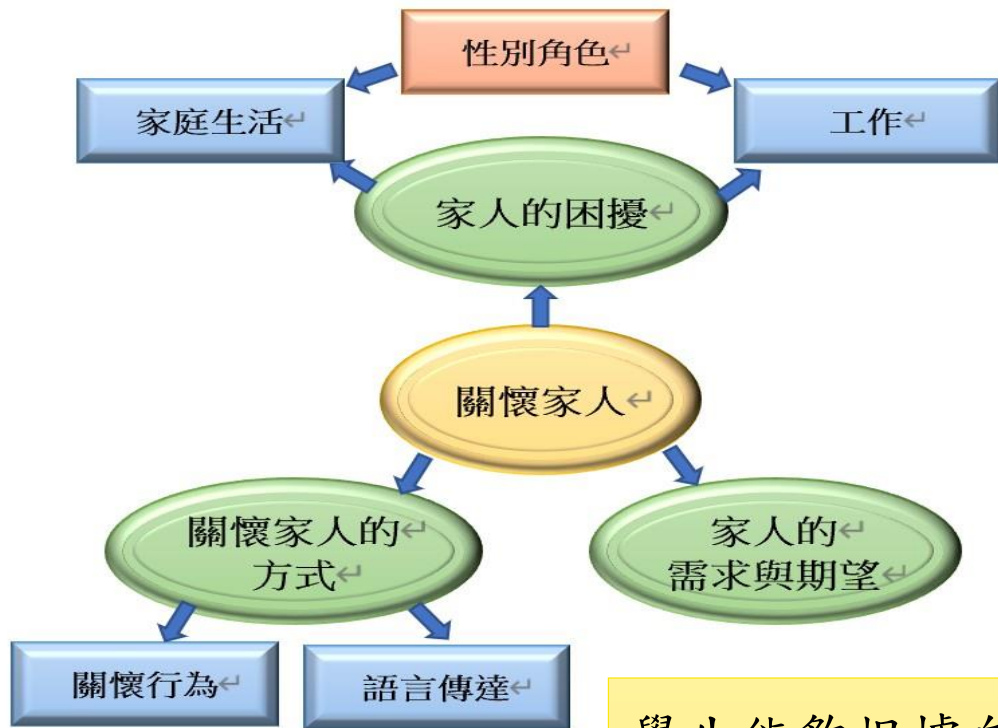 性別角色
家庭生活
工作
家人的困擾
關懷家人
關懷家人的
方式
家人的
需求與期望
關懷行為
語言傳達